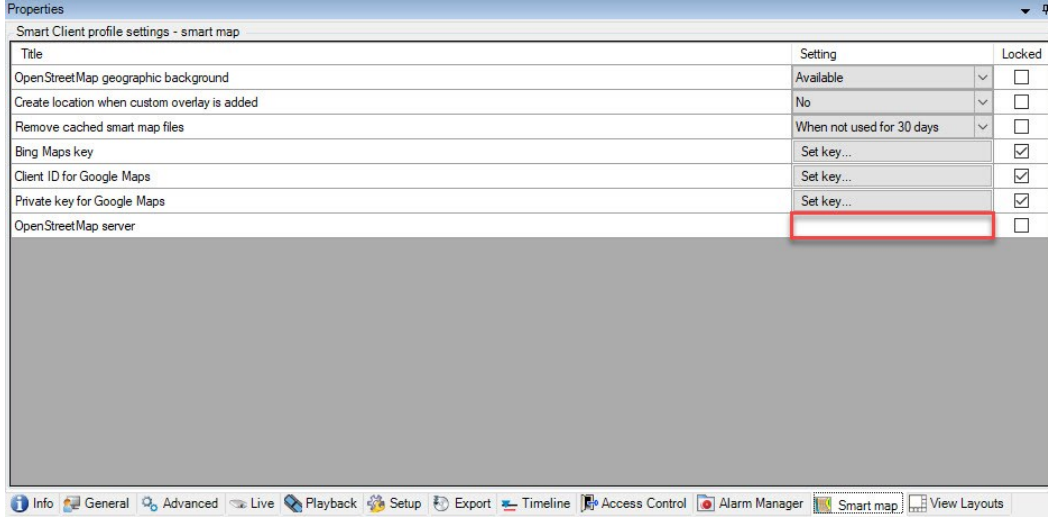 Properties
Smart Client profile settings - smart map
Title Setting Locked
OpenStreetMap geographic background Available
Create location when custom overlay is added No
Remove cached smart map files When not used for 30 days
Bing Maps key Set key...
Client ID for Google Maps Set key...
Private key for Google Maps Set key...
OpenStreetMap server
Info General Advanced Live Playback Setup Export Timeline Access Control Alarm Manager Smart map View Layouts